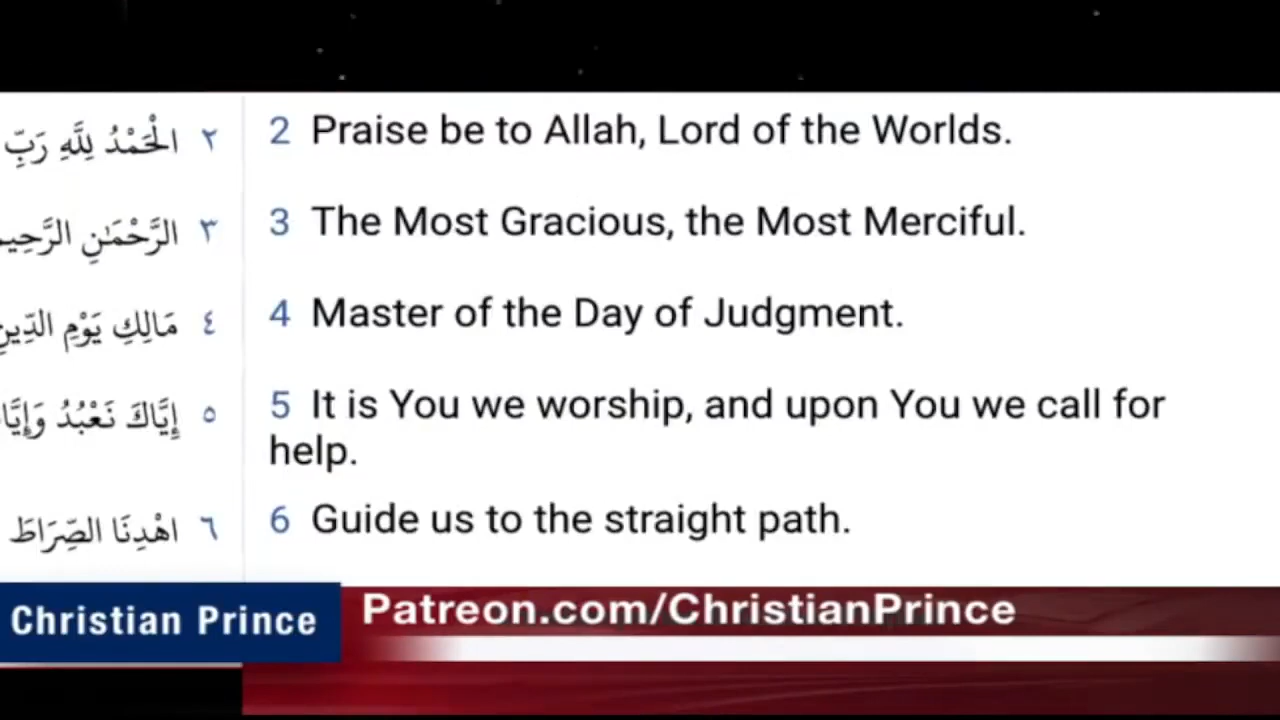 ٢ الْحَمْدُ لِلَّهِ رَبِّ
2 Praise be to Allah, Lord of the Worlds.
٣ الرَّحْمَٰنِ
3 The Most Gracious, the Most Merciful.
٤ مَالِكِ يَوْمِ الدِّينِ
4 Master of the Day of Judgment.
٥ إِيَّاكَ نَعْبُدُ
5 It is You we worship, and upon You we call for
help.
٦ اهْدِنَا الصِّرَاطَ
6 Guide us to the straight path.
Christian Prince
Patreon.com/ChristianPrince